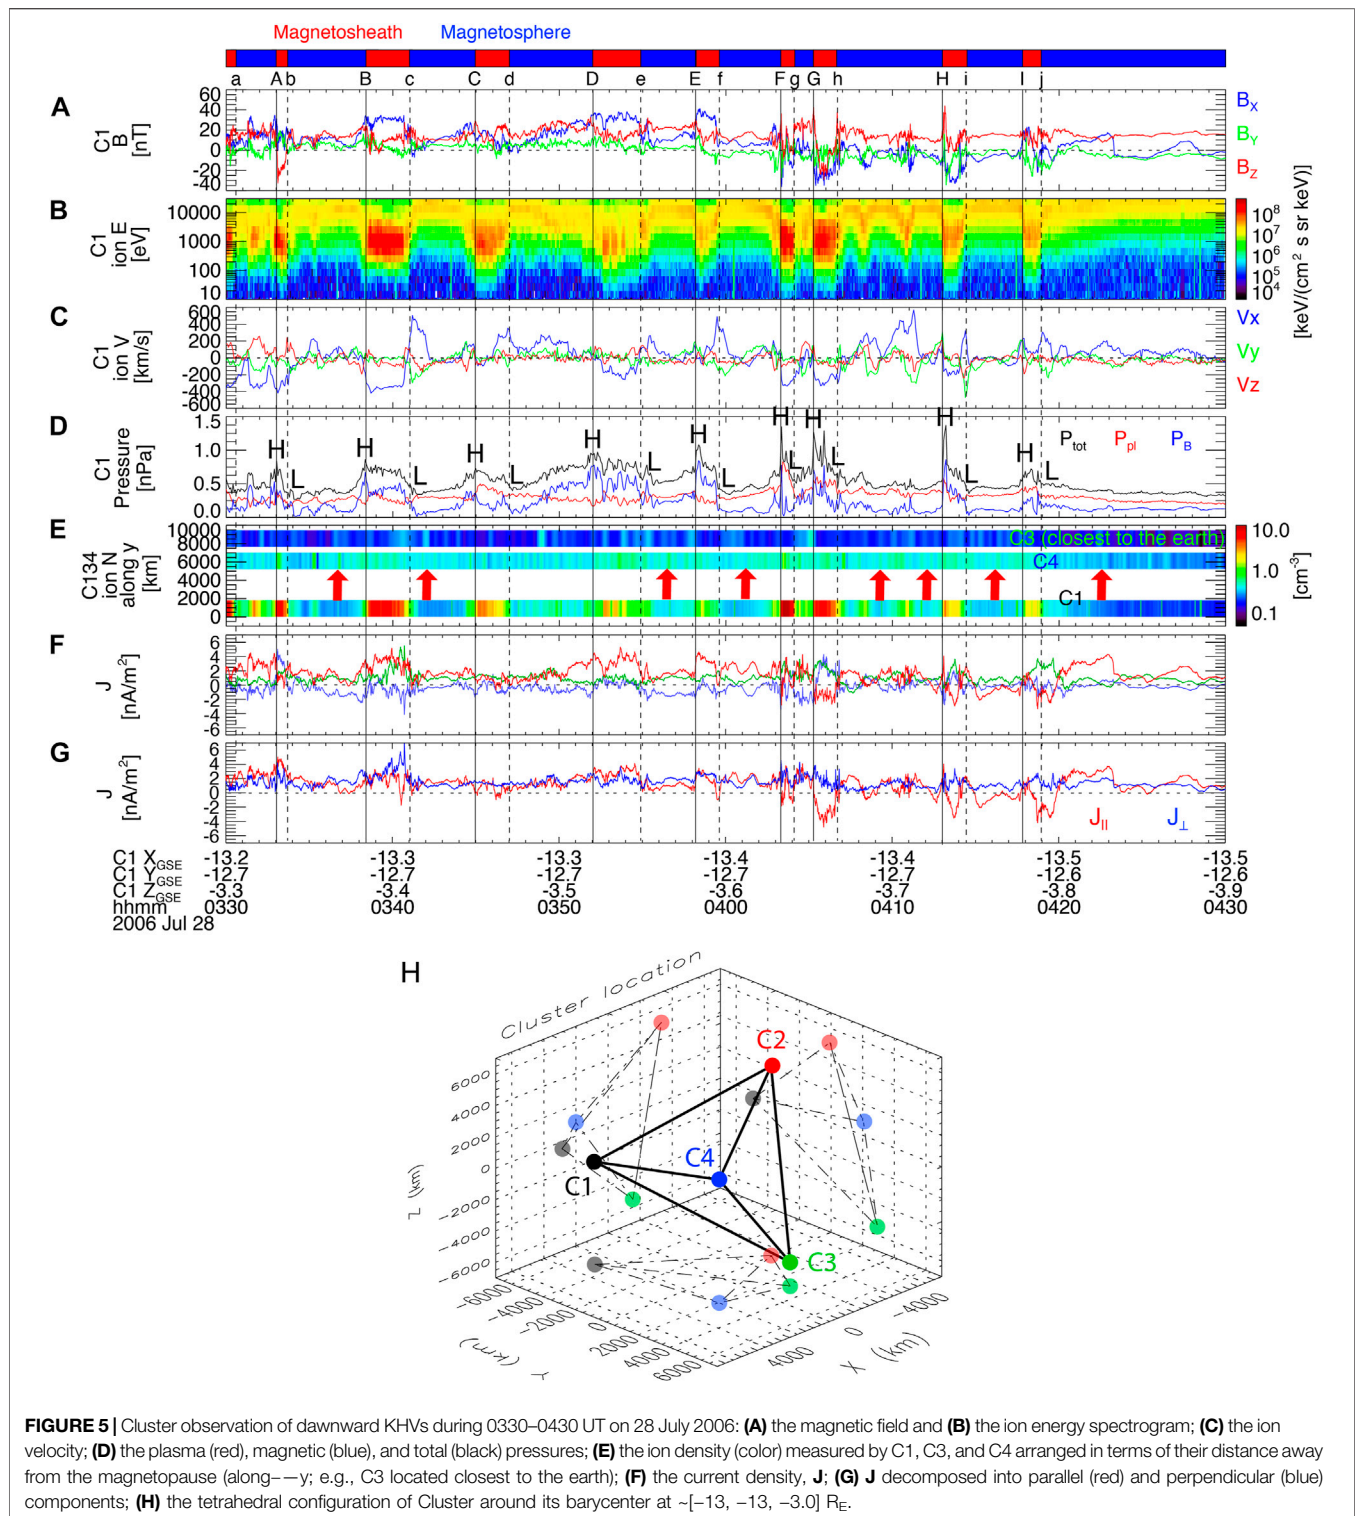 Magnetosheath Magnetosphere
a A b B c C d D e E f F g G h H i I j
A
C1
B
[nT]
60
40
20
0
-20
-40
BX
BY
BZ
B
C1
ion E
[eV]
10000
1000
100
10
10^8
10^7
10^6
10^5
10^4
[keV/(cm2 s sr keV)]
C
C1
ion V
[km/s]
600
400
200
0
-200
-400
-600
Vx
Vy
Vz
D
C1
Pressure
[nPa]
1.5
1.0
0.5
0.0
H L H L H L H L H L H L H L H L H L
Ptot Ppl PB
E
C134
ion N
along y
[km]
10000
8000
6000
4000
2000
0
C3 (closest to the earth)
C4
C1
10.0
1.0
0.1
[cm-3]
F
J
[nA/m2]
6
4
2
0
-2
-4
-6
G
J
[nA/m2]
6
4
2
0
-2
-4
-6
J|| J⊥
C1 XGSE -13.2 -13.3 -13.3 -13.4 -13.4 -13.5 -13.5
C1 YGSE -12.7 -12.7 -12.7 -12.7 -12.7 -12.6 -12.6
C1 ZGSE -3.3 -3.4 -3.5 -3.6 -3.7 -3.8 -3.9
hhmm 0330 0340 0350 0400 0410 0420 0430
2006 Jul 28
H
Cluster location
C2
C4
C1
C3
6000
4000
2000
0
-2000
-4000
-6000
Z (km)
-6000
-4000
-2000
0
2000
4000
6000
Y (km)
4000
0
-4000
X (km)
FIGURE 5 | Cluster observation of dawnward KHVs during 0330–0430 UT on 28 July 2006: (A) the magnetic field and (B) the ion energy spectrogram; (C) the ion
velocity; (D) the plasma (red), magnetic (blue), and total (black) pressures; (E) the ion density (color) measured by C1, C3, and C4 arranged in terms of their distance away
from the magnetopause (along−—y; e.g., C3 located closest to the earth); (F) the current density, J; (G) J decomposed into parallel (red) and perpendicular (blue)
components; (H) the tetrahedral configuration of Cluster around its barycenter at ~[−13, −13, −3.0] RE.